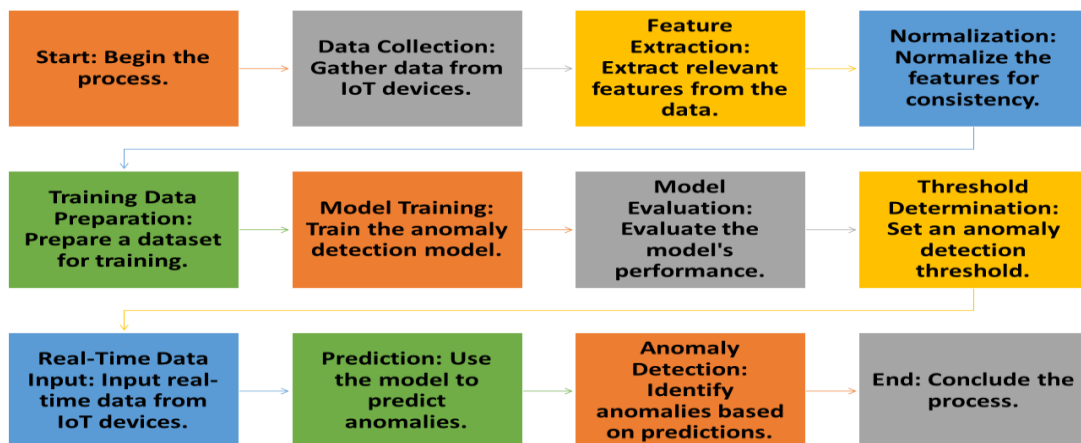 Start: Begin the
process.
Data Collection:
Gather data from
IoT devices.
Feature
Extraction:
Extract relevant
features from the
data.
Normalization:
Normalize the
features for
consistency.
Training Data
Preparation:
Prepare a dataset
for training.
Model Training:
Train the anomaly
detection model.
Model
Evaluation:
Evaluate the
model's
performance.
Threshold
Determination:
Set an anomaly
detection
threshold.
Real-Time Data
Input: Input real-
time data from
IoT devices.
Prediction: Use
the model to
predict
anomalies.
Anomaly
Detection:
Identify
anomalies based
on predictions.
End: Conclude the
process.